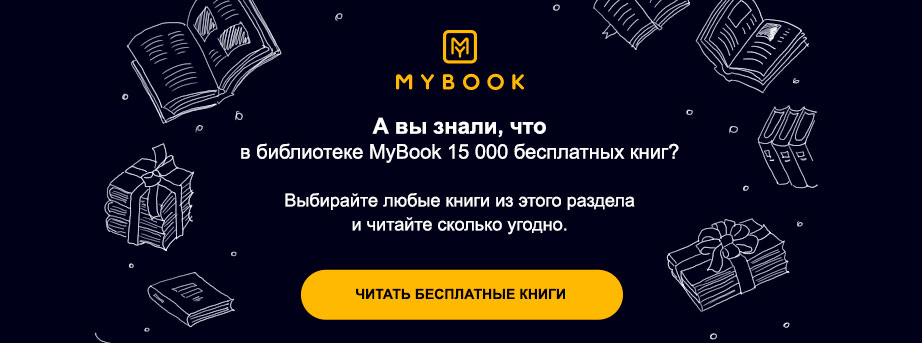 MYBOOK
А вы знали, что
в библиотеке MyBook 15 000 бесплатных книг?
Выбирайте любые книги из этого раздела
и читайте сколько угодно.
ЧИТАТЬ БЕСПЛАТНЫЕ КНИГИ